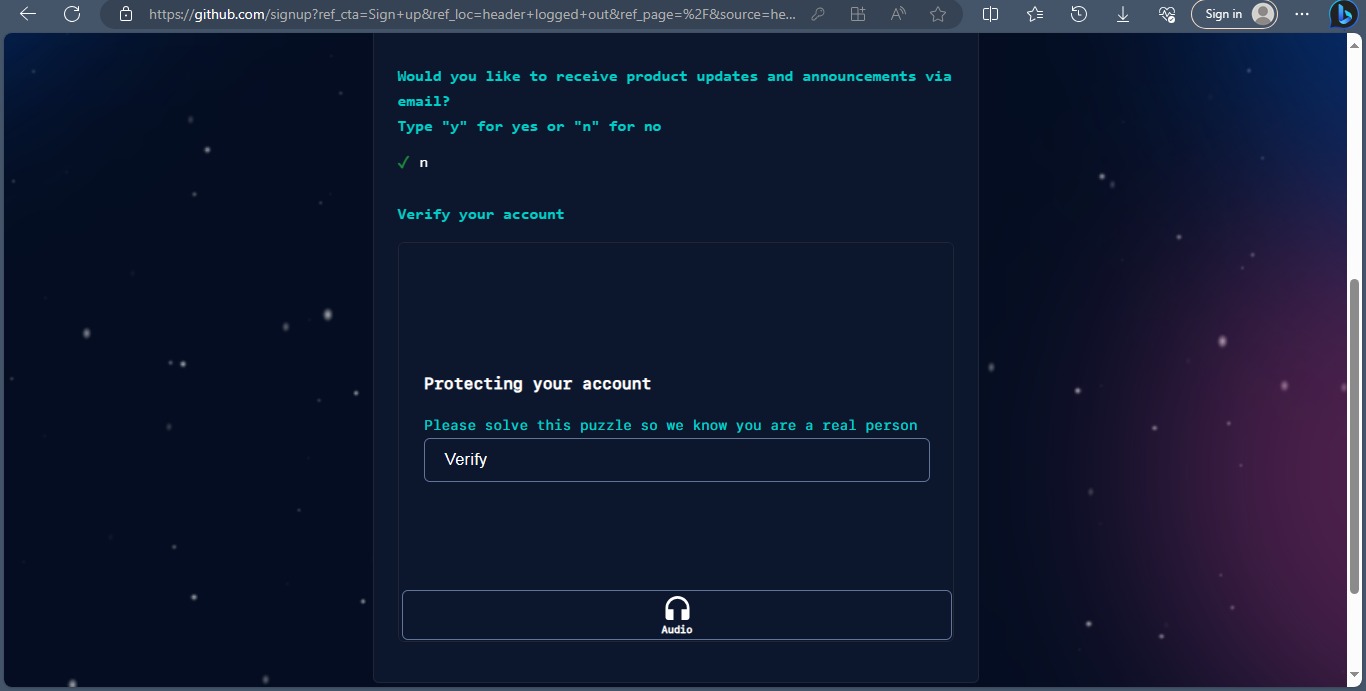 https://github.com/signup?ref_cta=Sign+up&ref_loc=header+logged+out&ref_page=%2F&source=he...
Sign in
Would you like to receive product updates and announcements via
email?
Type "y" for yes or "n" for no
✓ n
Verify your account
Protecting your account
Please solve this puzzle so we know you are a real person
Verify
Audio